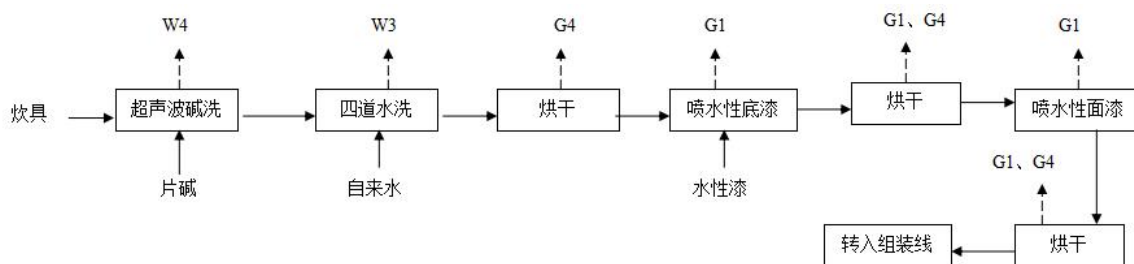 W4
W3
G4
G1
G1、G4
G1
炊具
超声波碱洗
四道水洗
烘干
喷水性底漆
烘干
喷水性面漆
片碱
自来水
水性漆
G1、G4
转入组装线
烘干